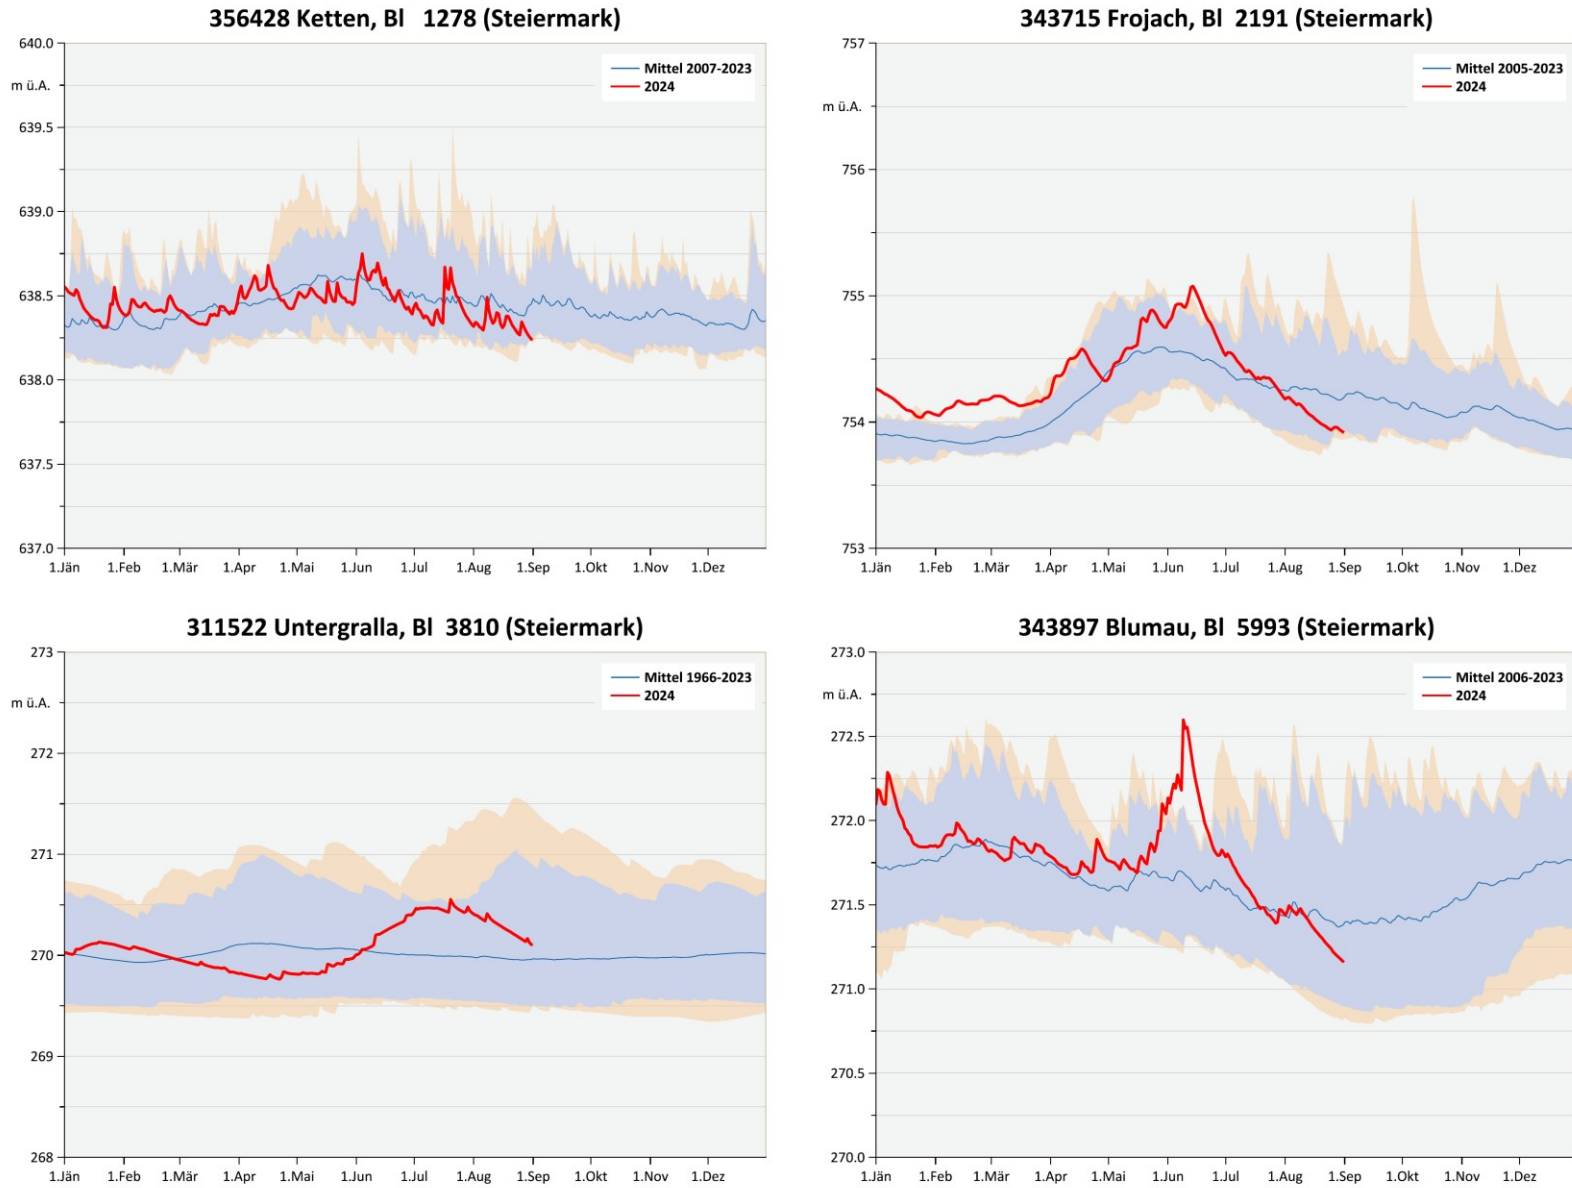 356428 Ketten, Bl 1278 (Steiermark)
640.0
m ü.A.
639.5
639.0
638.5
638.0
637.5
637.0
Mittel 2007-2023
2024
1.Jän 1.Feb 1.Mär 1.Apr 1.Mai 1.Jun 1.Jul 1.Aug 1.Sep 1.Okt 1.Nov 1.Dez
343715 Frojach, Bl 2191 (Steiermark)
757
m ü.A.
756
755
754
753
Mittel 2005-2023
2024
1.Jän 1.Feb 1.Mär 1.Apr 1.Mai 1.Jun 1.Jul 1.Aug 1.Sep 1.Okt 1.Nov 1.Dez
311522 Untergralla, Bl 3810 (Steiermark)
273
m ü.A.
272
271
270
269
268
Mittel 1966-2023
2024
1.Jän 1.Feb 1.Mär 1.Apr 1.Mai 1.Jun 1.Jul 1.Aug 1.Sep 1.Okt 1.Nov 1.Dez
343897 Blumau, Bl 5993 (Steiermark)
273.0
m ü.A.
272.5
272.0
271.5
271.0
270.5
270.0
Mittel 2006-2023
2024
1.Jän 1.Feb 1.Mär 1.Apr 1.Mai 1.Jun 1.Jul 1.Aug 1.Sep 1.Okt 1.Nov 1.Dez